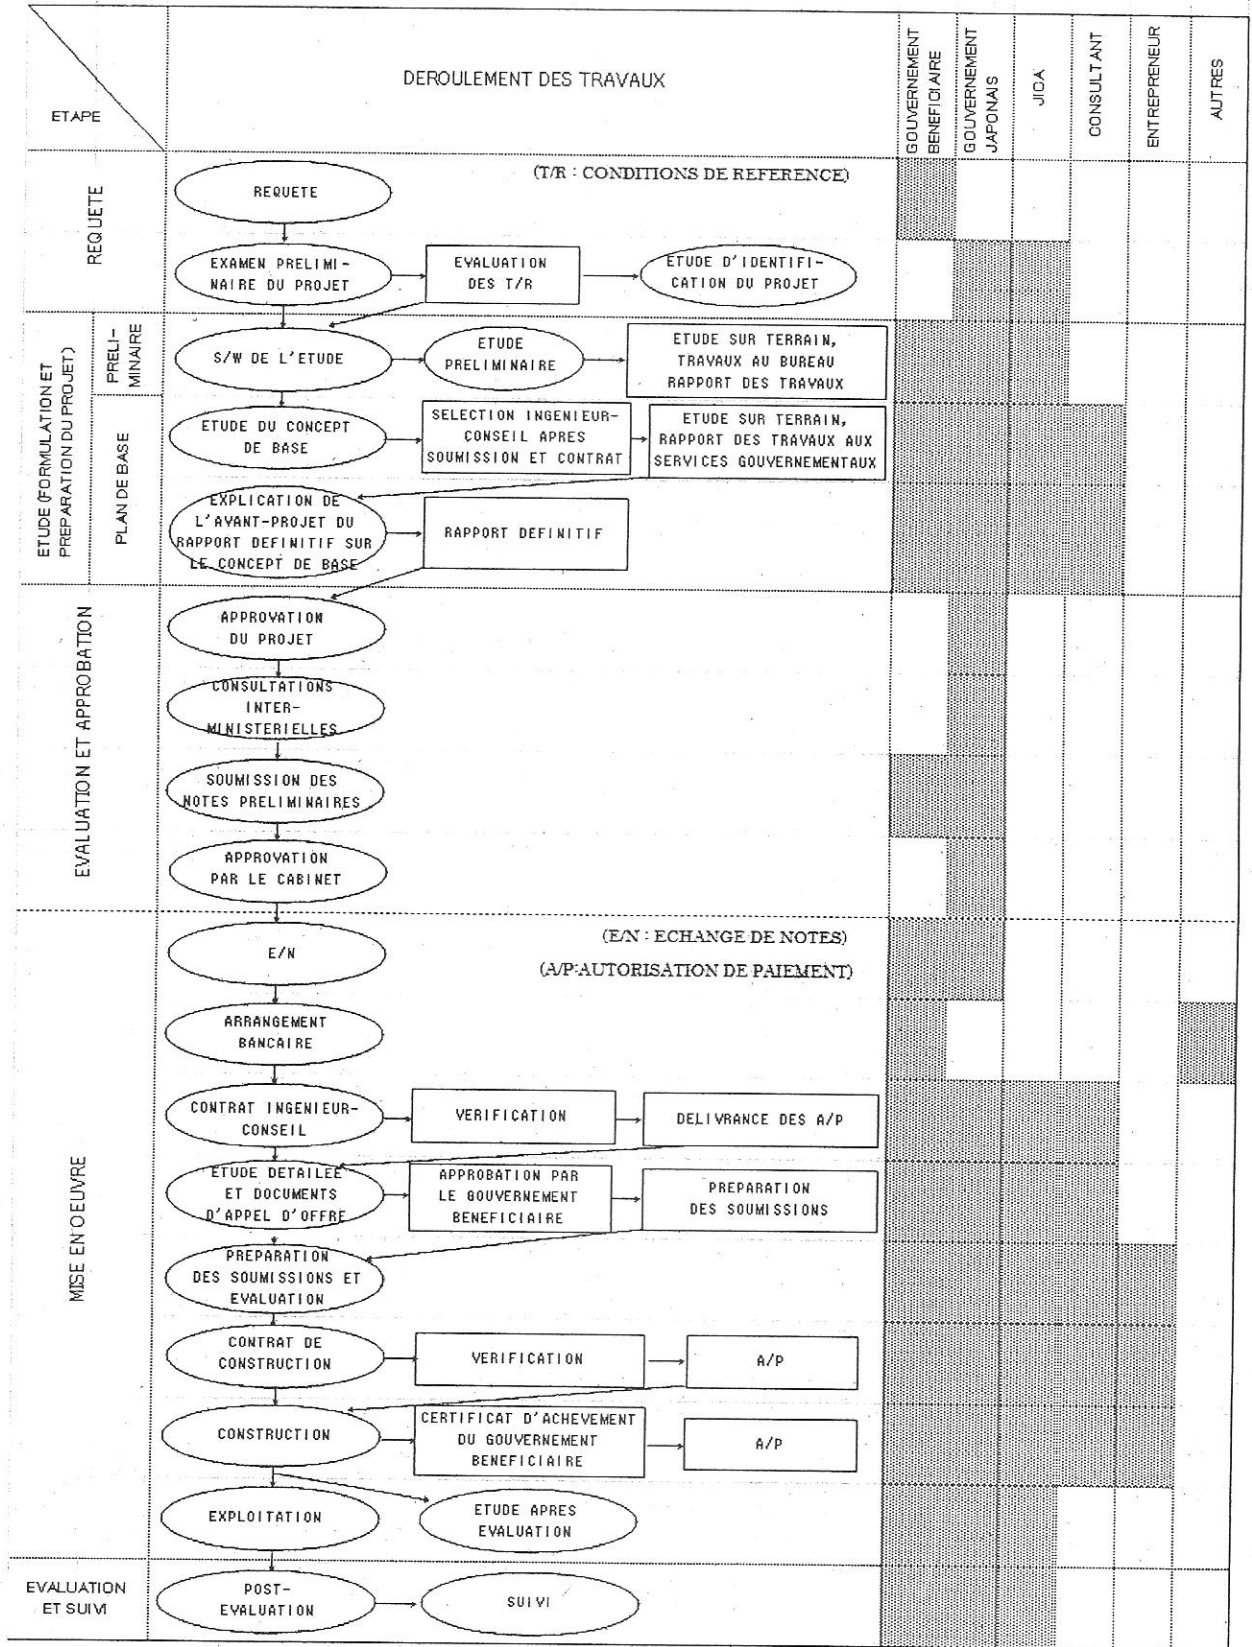 ETAPE
DEROULEMENT DES TRAVAUX
GOUVERNEMENT
BENEFICIAIRE
GOUVERNEMENT
JAPONAIS
JICA
CONSULTANT
ENTREPRENEUR
AUTRES
REQUETE
(T/R : CONDITIONS DE REFERENCE)
REQUETE
EXAMEN PRELIMI-
NAIRE DU PROJET
EVALUATION
DES T/R
ETUDE D'IDENTIFI-
CATION DU PROJET
ETUDE (FORMULATION ET
PREPARATION DU PROJET)
PRELI-
MINAIRE
S/W DE L'ETUDE
ETUDE
PRELIMINAIRE
ETUDE SUR TERRAIN,
TRAVAUX AU BUREAU
RAPPORT DES TRAVAUX
PLAN DE BASE
ETUDE DU CONCEPT
DE BASE
SELECTION INGENIEUR-
CONSEIL APRES
SOUMISSION ET CONTRAT
ETUDE SUR TERRAIN,
RAPPORT DES TRAVAUX AUX
SERVICES GOUVERNEMENTAUX
EXPLICATION DE
L'AVANT-PROJET DU
RAPPORT DEFINITIF SUR
LE CONCEPT DE BASE
RAPPORT DEFINITIF
EVALUATION ET APPROBATION
APPROVATION
DU PROJET
CONSULTATIONS
INTER-
MINISTERIELLES
SOUMISSION DES
NOTES PRELIMINAIRES
APPROVATION
PAR LE CABINET
MISE EN OEUVRE
E/N
(E/N : ECHANGE DE NOTES)
(A/P:AUTORISATION DE PAIEMENT)
ARRANGEMENT
BANCAIRE
CONTRAT INGENIEUR-
CONSEIL
VERIFICATION
DELIVRANCE DES A/P
ETUDE DETAILEE
ET DOCUMENTS
D'APPEL D'OFFRE
APPROBATION PAR
LE GOUVERNEMENT
BENEFICIAIRE
PREPARATION
DES SOUMISSIONS
PREPARATION
DES SOUMISSIONS ET
EVALUATION
CONTRAT DE
CONSTRUCTION
VERIFICATION
A/P
CONSTRUCTION
CERTIFICAT D'ACHEVEMENT
DU GOUVERNEMENT
BENEFICIAIRE
A/P
EXPLOITATION
ETUDE APRES
EVALUATION
EVALUATION
ET SUIVI
POST-
EVALUATION
SUIVI